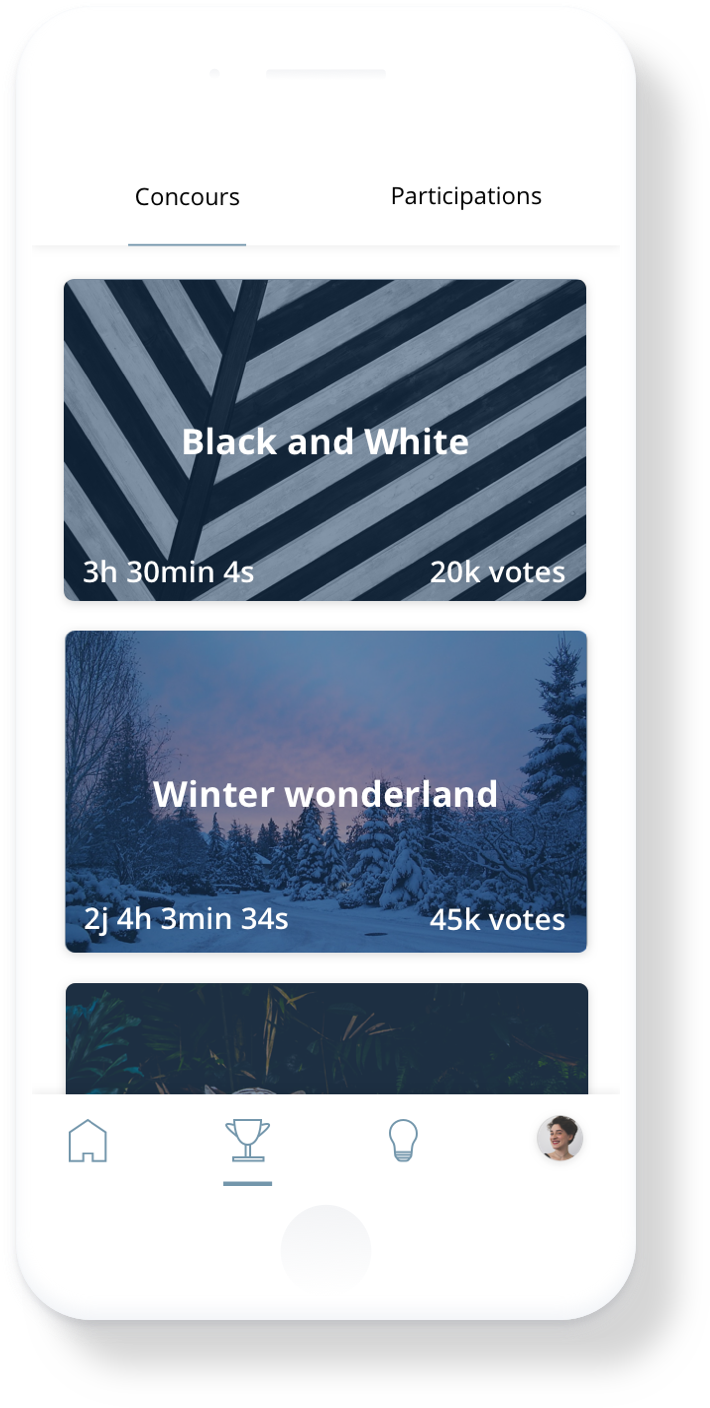 Concours
Participations
Black and White
3h 30min 4s
20k votes
Winter wonderland
2j 4h 3min 34s
45k votes